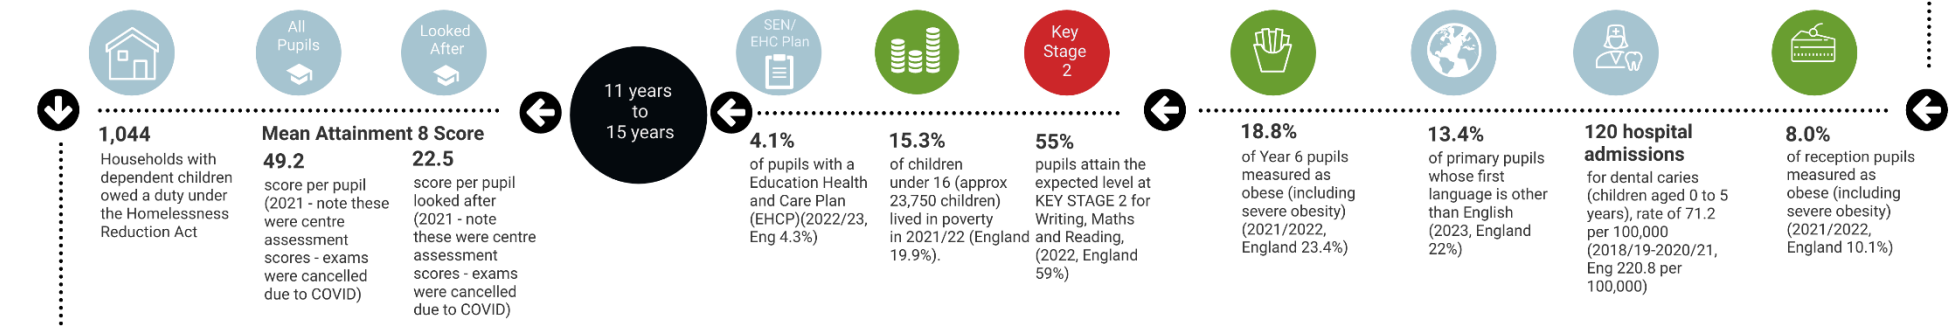 All
Pupils
Looked
After
SEN/
EHC Plan
Key
Stage
2
11 years
to
15 years
1,044
Households with
dependent children
owed a duty under
the Homelessness
Reduction Act
Mean Attainment 8 Score
49.2
score per pupil
(2021 - note these
were centre
assessment
scores - exams
were cancelled
due to COVID)
22.5
score per pupil
looked after
(2021 - note
these were centre
assessment
scores - exams
were cancelled
due to COVID)
4.1%
of pupils with a
Education Health
and Care Plan
(EHCP)(2022/23,
Eng 4.3%)
15.3%
of children
under 16 (approx
23,750 children)
lived in poverty
in 2021/22 (England
19.9%).
55%
pupils attain the
expected level at
KEY STAGE 2 for
Writing, Maths
and Reading,
(2022, England
59%)
18.8%
of Year 6 pupils
measured as
obese (including
severe obesity)
(2021/2022,
England 23.4%)
13.4%
of primary pupils
whose first
language is other
than English
(2023, England
22%)
120 hospital
admissions
for dental caries
(children aged 0 to 5
years), rate of 71.2
per 100,000
(2018/19-2020/21,
Eng 220.8 per
100,000)
8.0%
of reception pupils
measured as
obese (including
severe obesity)
(2021/2022,
England 10.1%)